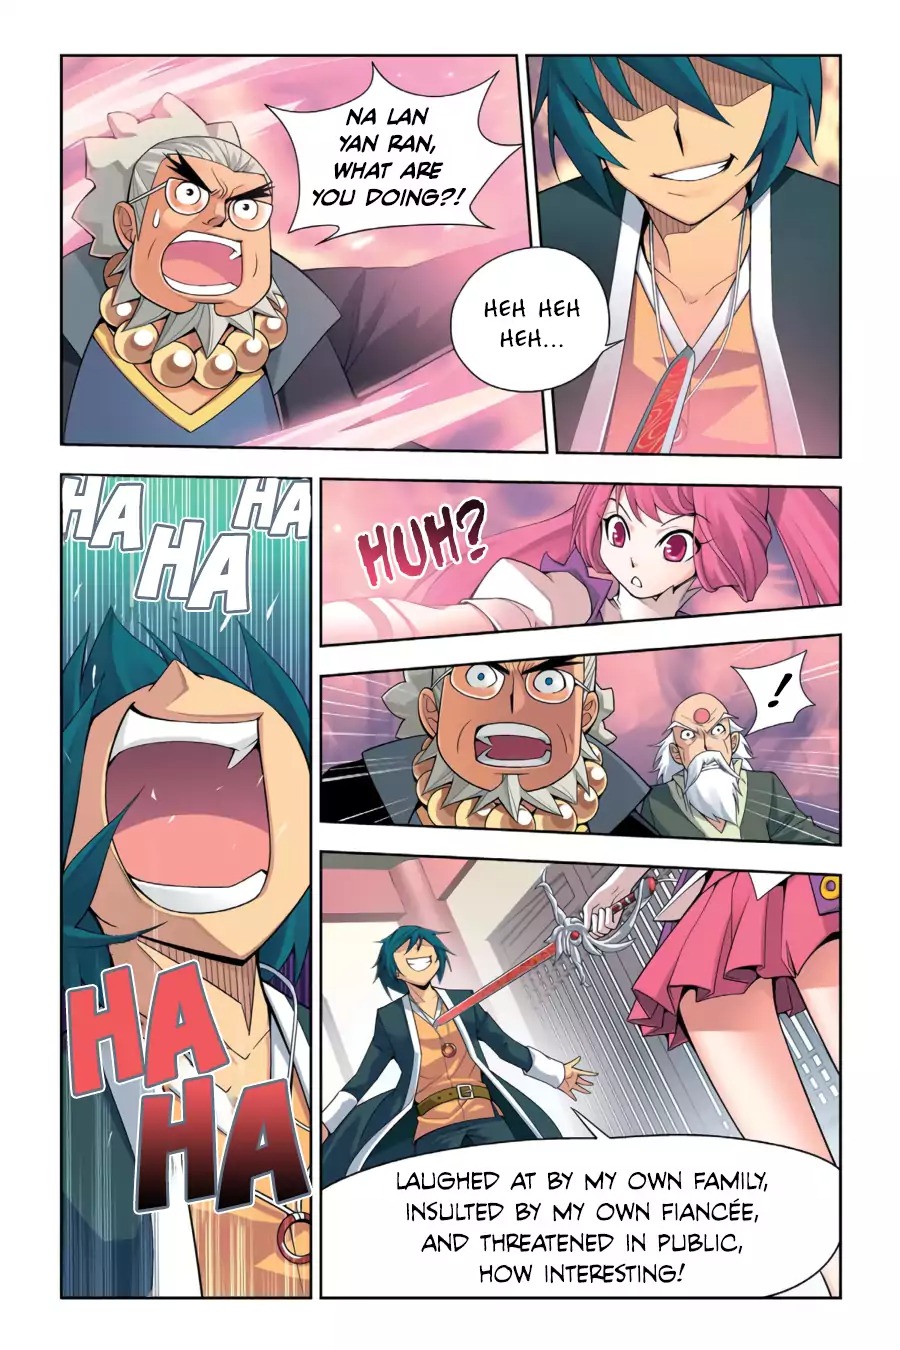 NA LAN
YAN RAN,
WHAT ARE
YOU DOING?!
HEH HEH
HEH...
HA
HA
HA
HA
HA
HA
HUH?
!
LAUGHED AT BY MY OWN FAMILY,
INSULTED BY MY OWN FIANCÉE,
AND THREATENED IN PUBLIC,
HOW INTERESTING!